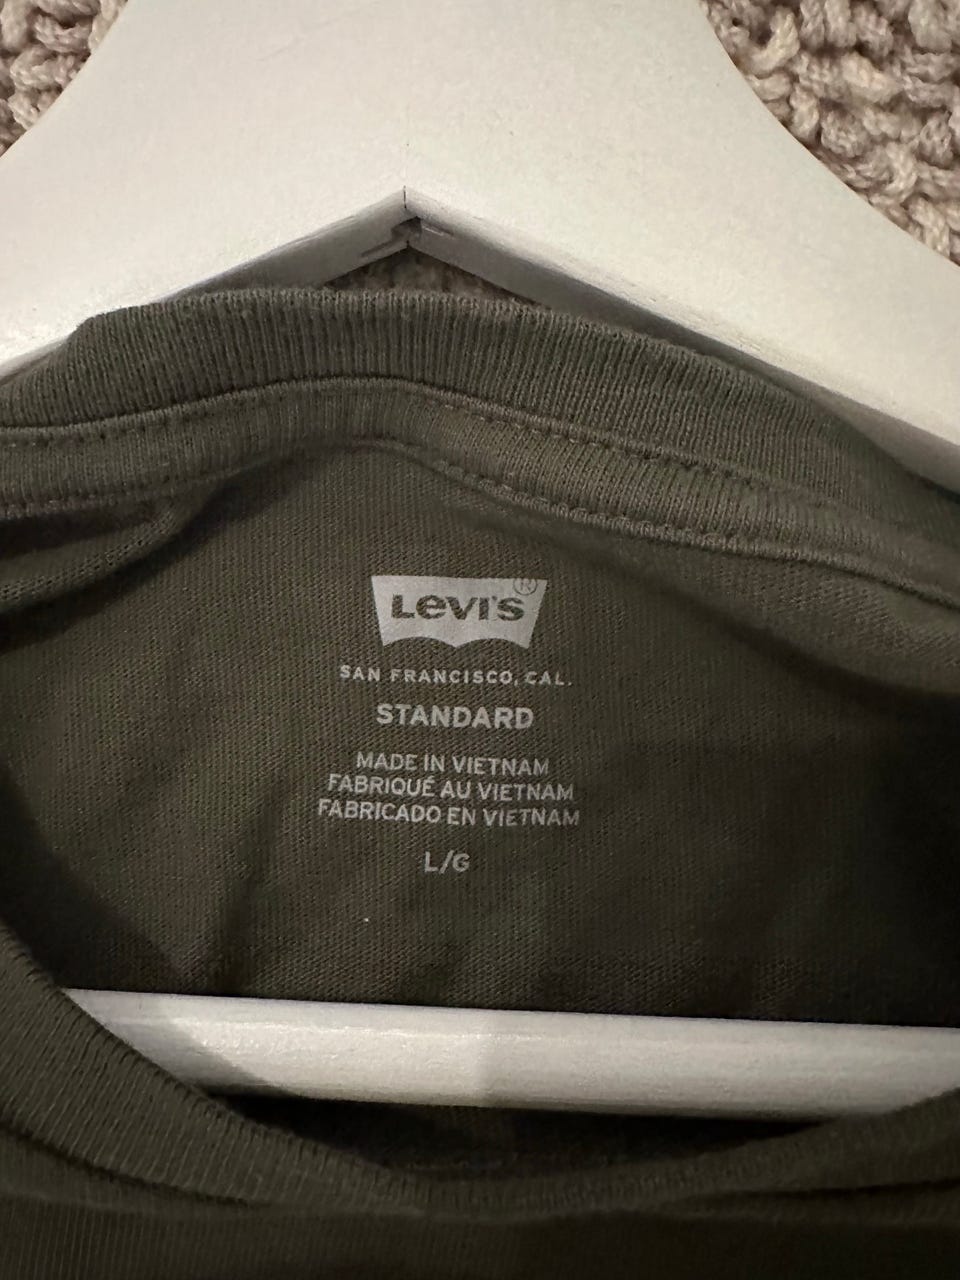 Levi's®
SAN FRANCISCO, CAL.
STANDARD
MADE IN VIETNAM
FABRIQUÉ AU VIETNAM
FABRICADO EN VIETNAM
L/G